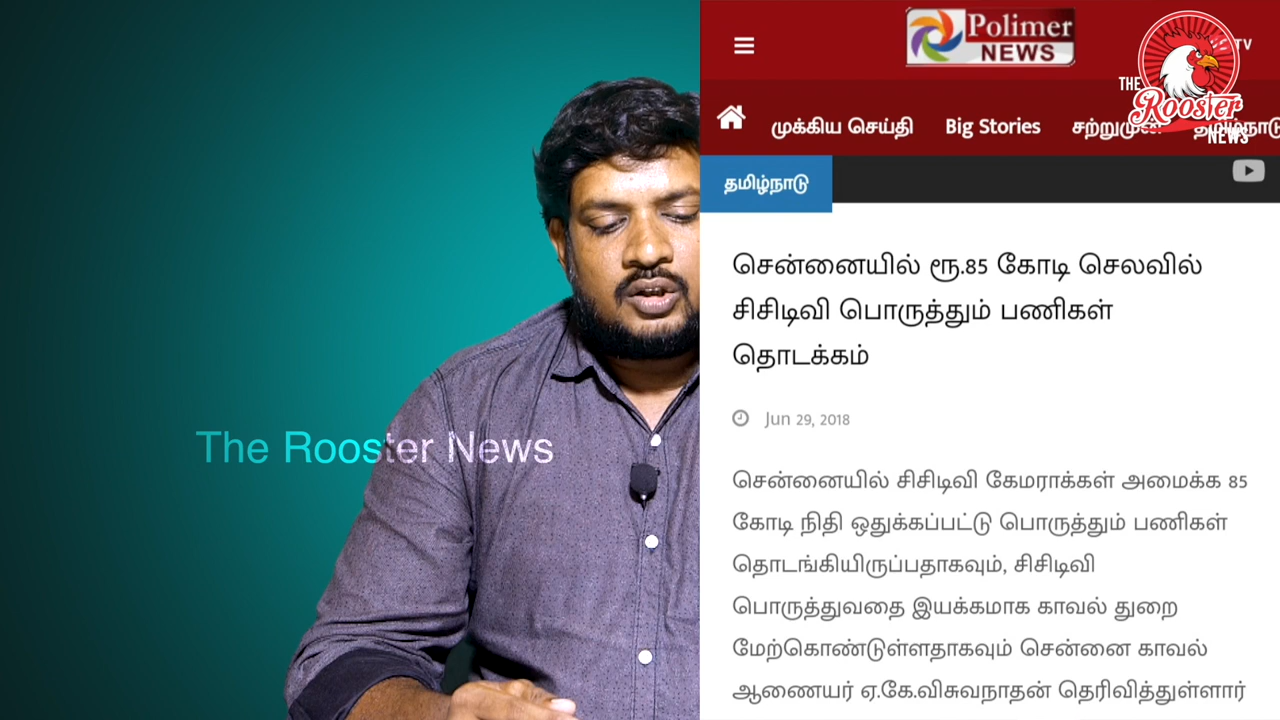 Polimer
NEWS
TV
THE
Rooster
NEWS
முக்கிய செய்தி Big Stories
தமிழ்நாடு
சென்னையில் ரூ.85 கோடி செலவில்
சிசிடிவி பொருத்தும் பணிகள்
தொடக்கம்
Jun 29, 2018
The Rooster News
சென்னையில் சிசிடிவி கேமராக்கள் அமைக்க 85
கோடி நிதி ஒதுக்கப்பட்டு பொருத்தும் பணிகள்
தொடங்கியிருப்பதாகவும், சிசிடிவி
பொருத்துவதை இயக்கமாக காவல் துறை
மேற்கொண்டுள்ளதாகவும் சென்னை காவல்
ஆணையர் ஏ.கே.விசுவநாதன் தெரிவித்துள்ளார்